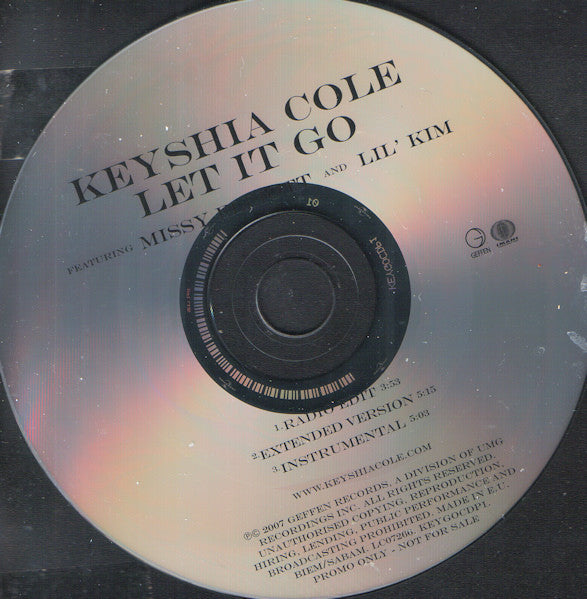 KEYSHIA COLE
LET IT GO
FEATURING MISSY AND LIL' KIM
GEFFEN
IMANI
10
KEYGOCDP1
1. RADIO EDIT 3:53
2. EXTENDED VERSION 5:15
3. INSTRUMENTAL 5:03
WWW.KEYSHIACOLE.COM
℗© 2007 GEFFEN RECORDS, A DIVISION OF UMG
RECORDINGS INC. ALL RIGHTS RESERVED.
UNAUTHORISED COPYING, REPRODUCTION,
HIRING, LENDING, PUBLIC PERFORMANCE AND
BROADCASTING PROHIBITED. MADE IN E.U.
BIEM/SABAM. LC07266. KEYGOCDP1.
PROMO ONLY - NOT FOR SALE